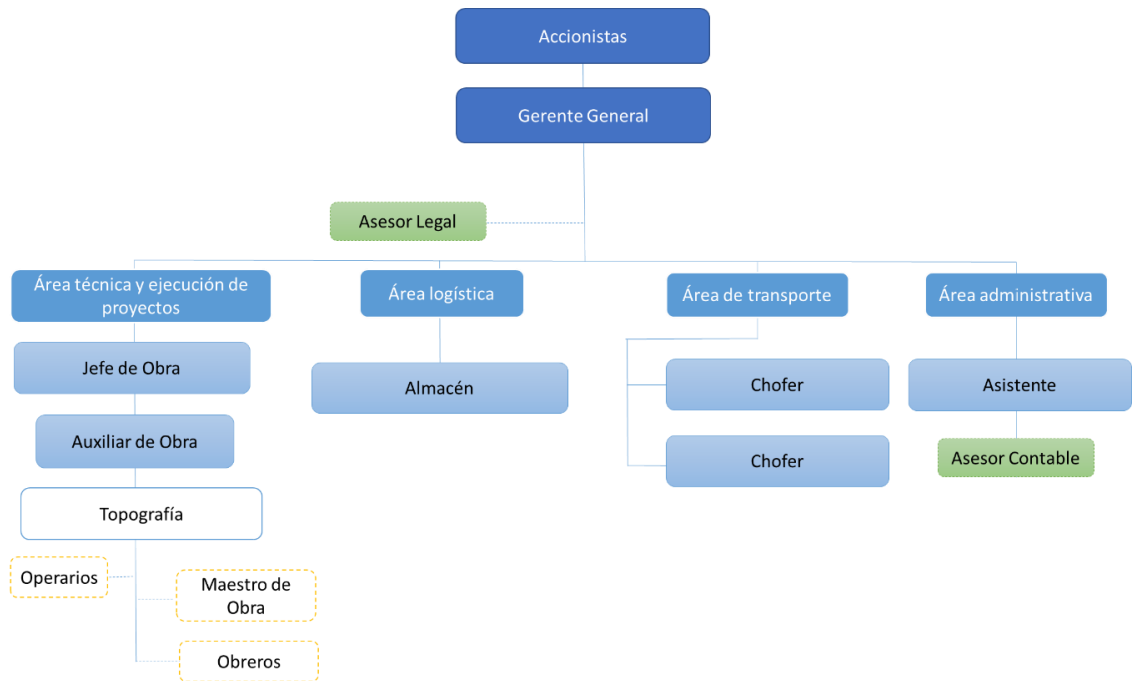 Accionistas
Gerente General
Asesor Legal
Área técnica y ejecución de
proyectos
Área logística
Área de transporte
Área administrativa
Jefe de Obra
Almacén
Chofer
Asistente
Auxiliar de Obra
Chofer
Asesor Contable
Topografía
Operarios
Maestro de
Obra
Obreros